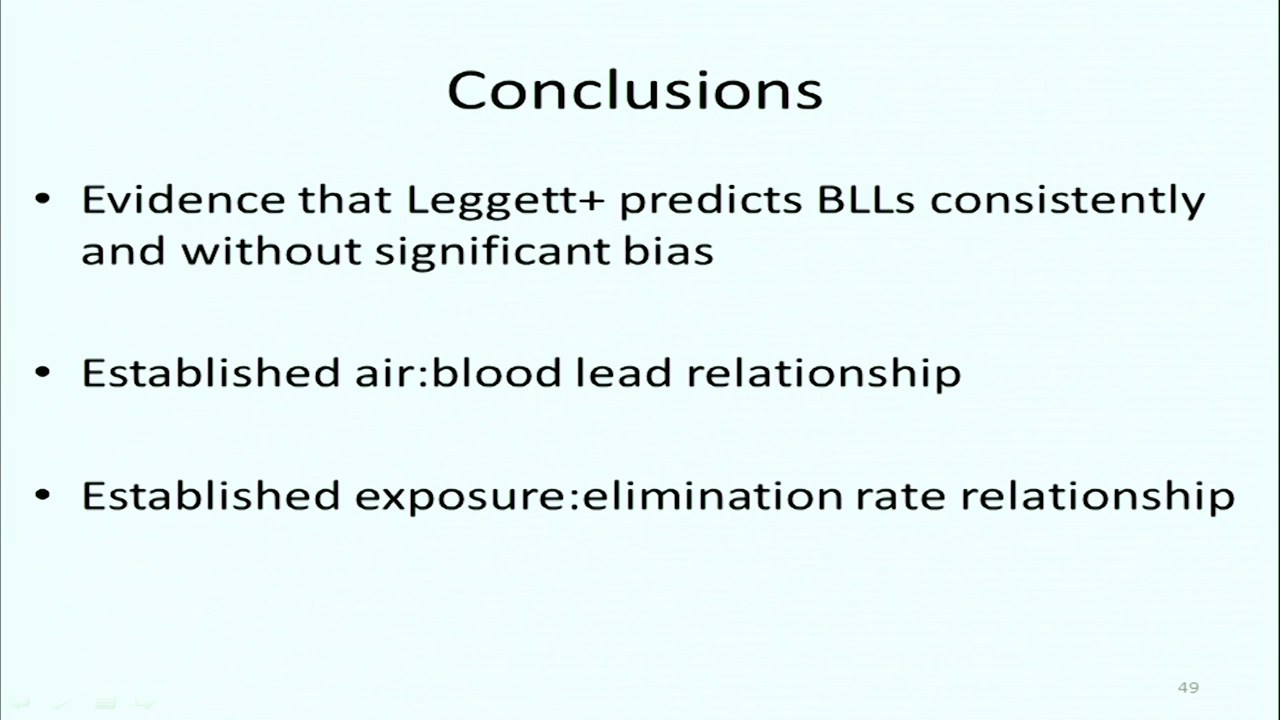 Conclusions
• Evidence that Leggett+ predicts BLLs consistently
and without significant bias
• Established air:blood lead relationship
• Established exposure:elimination rate relationship
49